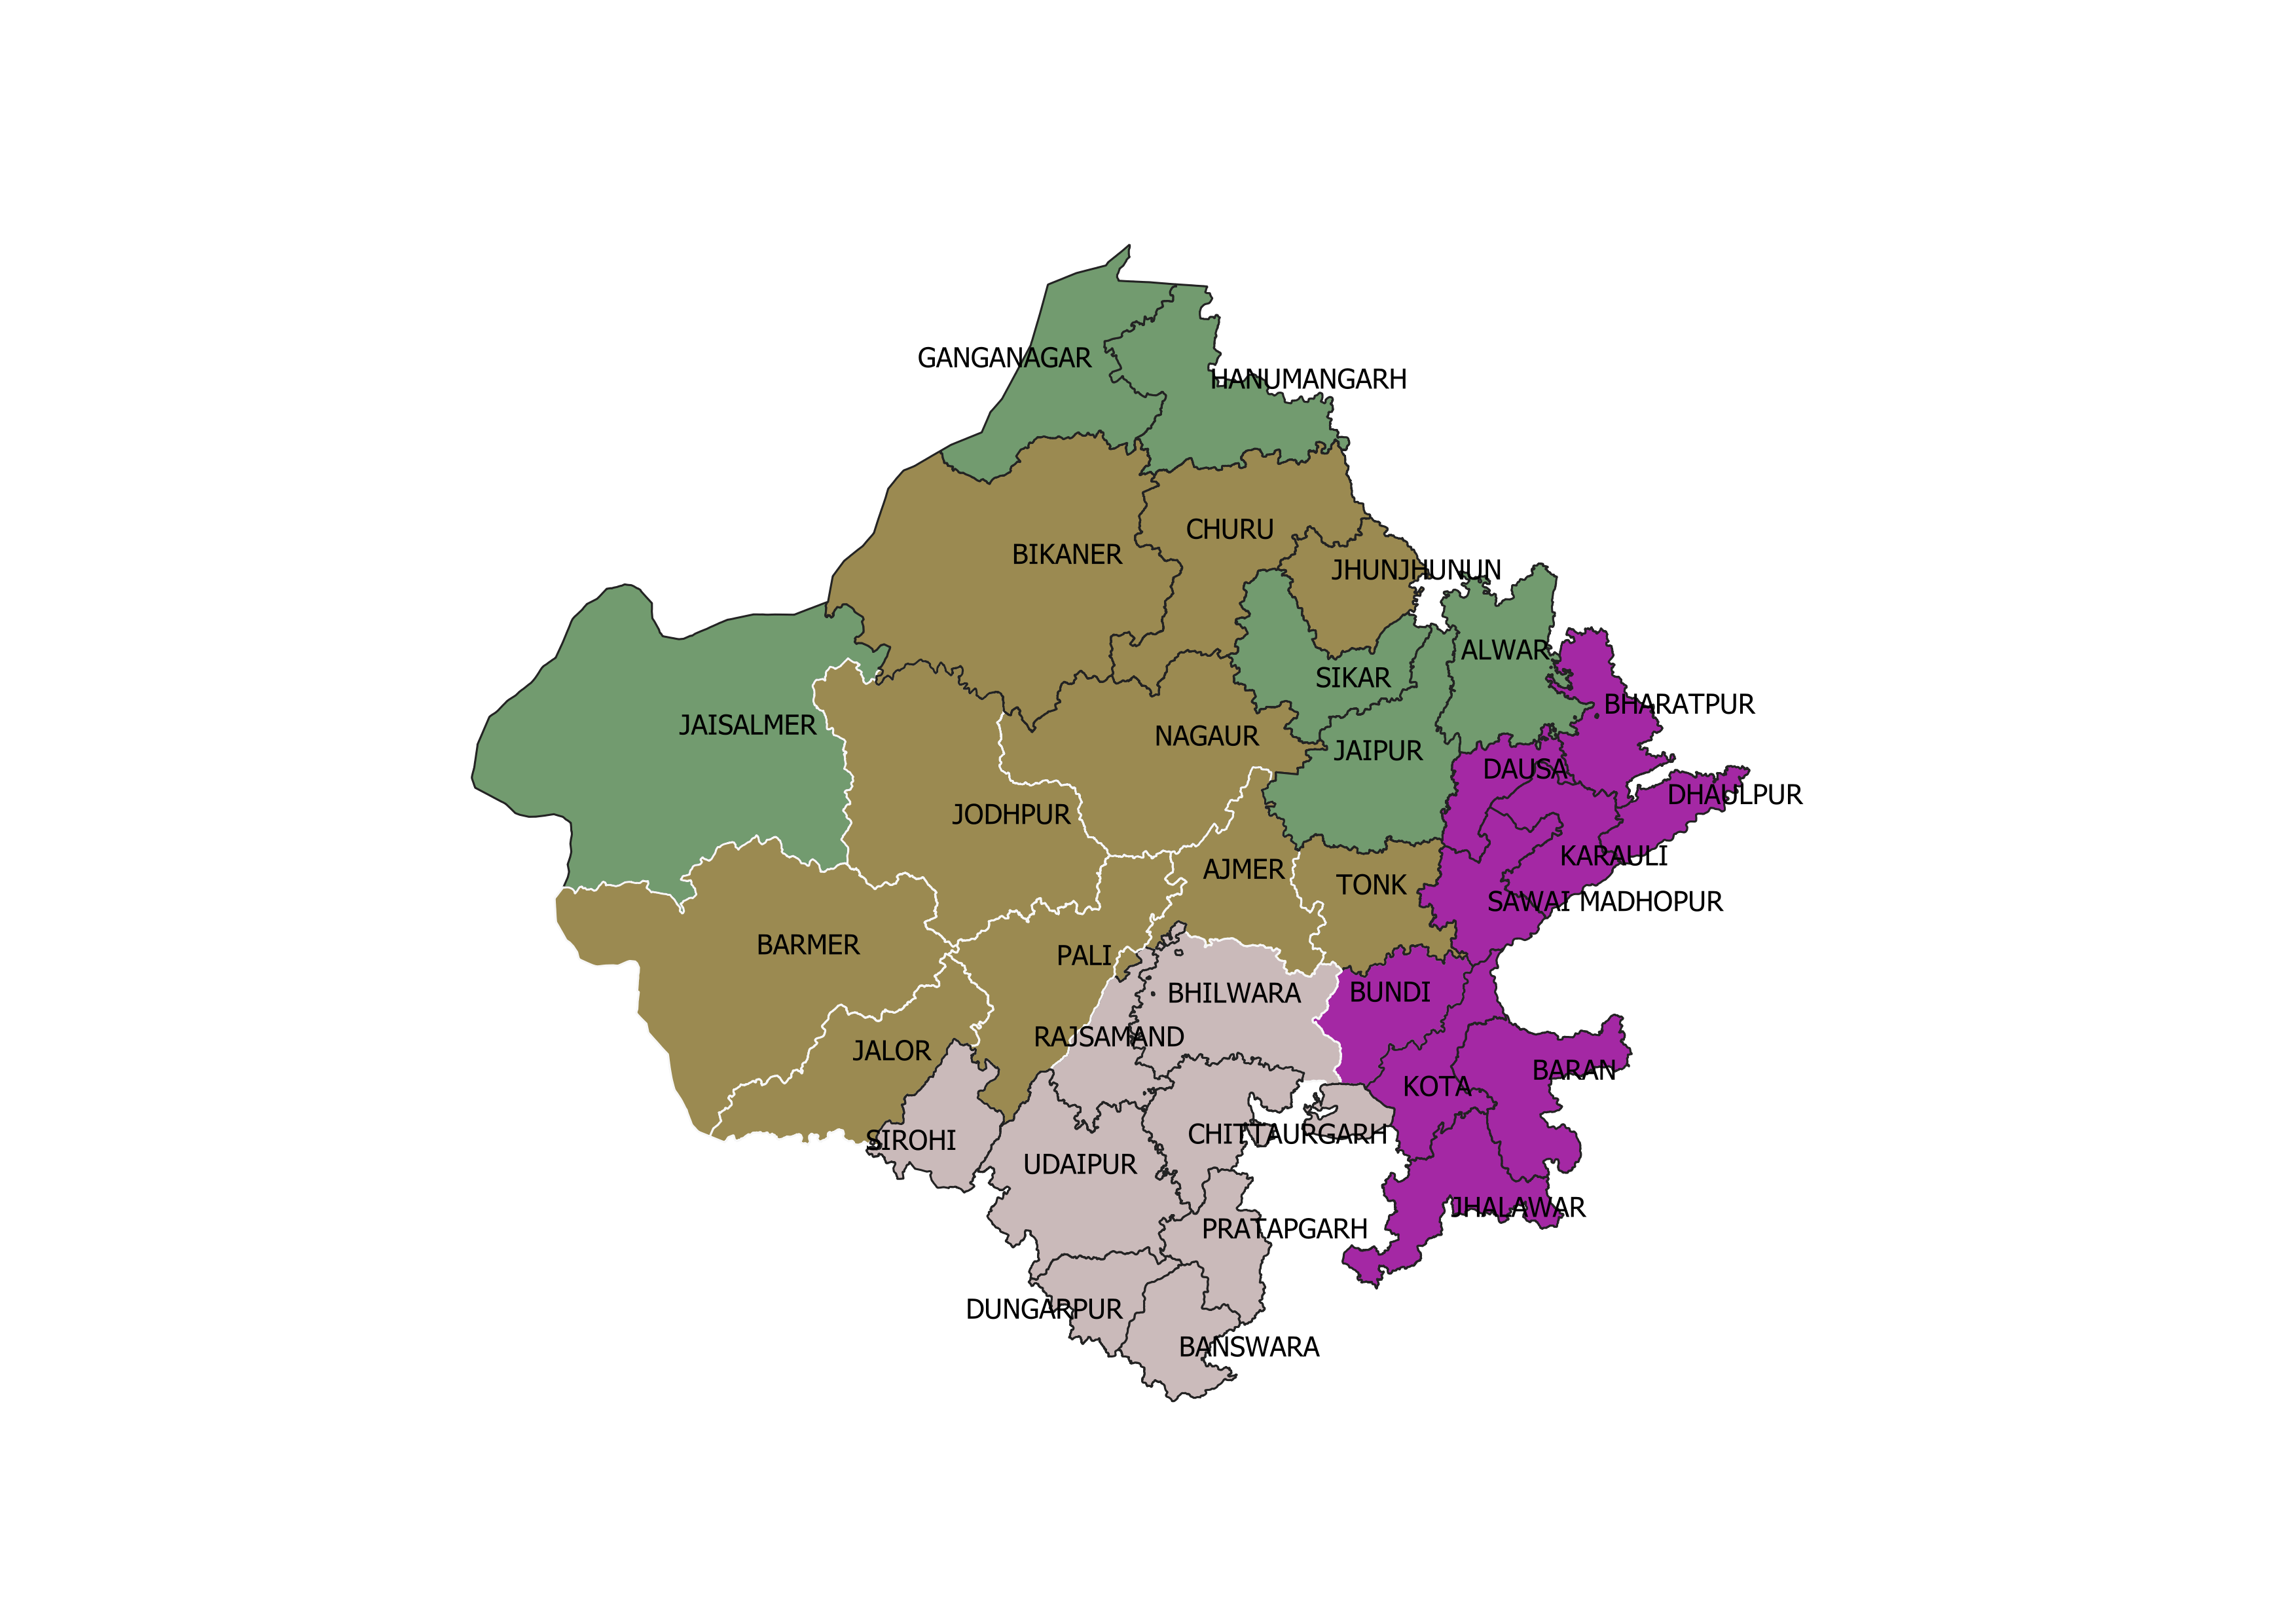 GANGANAGAR
HANUMANGARH
CHURU
BIKANER
JHUNJHUNUN
ALWAR
SIKAR
BHARATPUR
JAISALMER
NAGAUR
JAIPUR
DAUSA
DHAULPUR
JODHPUR
KARAULI
AJMER
TONK
SAWAI MADHOPUR
BARMER
PALI
BHILWARA
BUNDI
RAJSAMAND
JALOR
BARAN
KOTA
CHITTAURGARH
SIROHI
UDAIPUR
JHALAWAR
PRATAPGARH
DUNGARPUR
BANSWARA